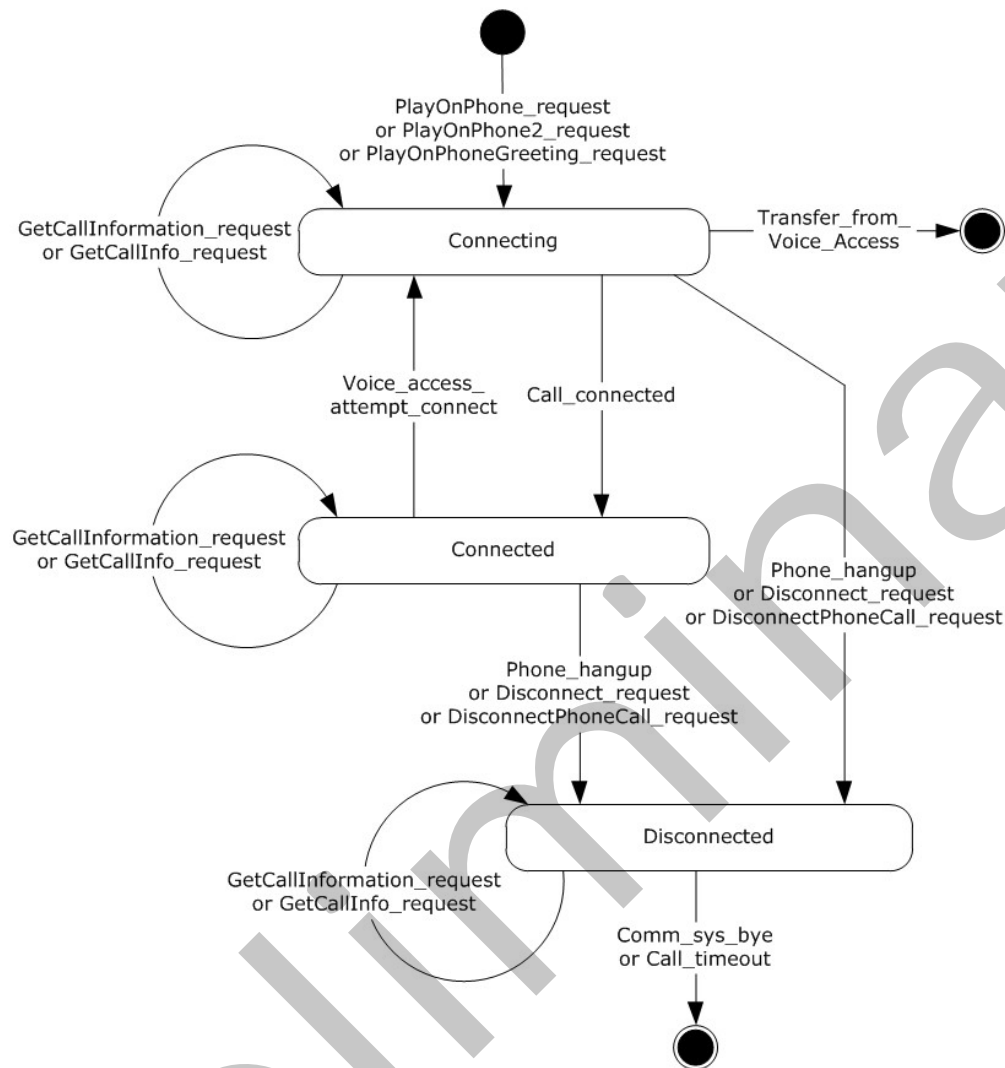 PlayOnPhone_request
or PlayOnPhone2_request
or PlayOnPhoneGreeting_request
GetCallInformation_request
or GetCallInfo_request
Connecting
Transfer_from_
Voice_Access
Voice_access_
attempt_connect
Call_connected
GetCallInformation_request
or GetCallInfo_request
Connected
Phone_hangup
or Disconnect_request
or DisconnectPhoneCall_request
Phone_hangup
or Disconnect_request
or DisconnectPhoneCall_request
Disconnected
GetCallInformation_request
or GetCallInfo_request
Comm_sys_bye
or Call_timeout